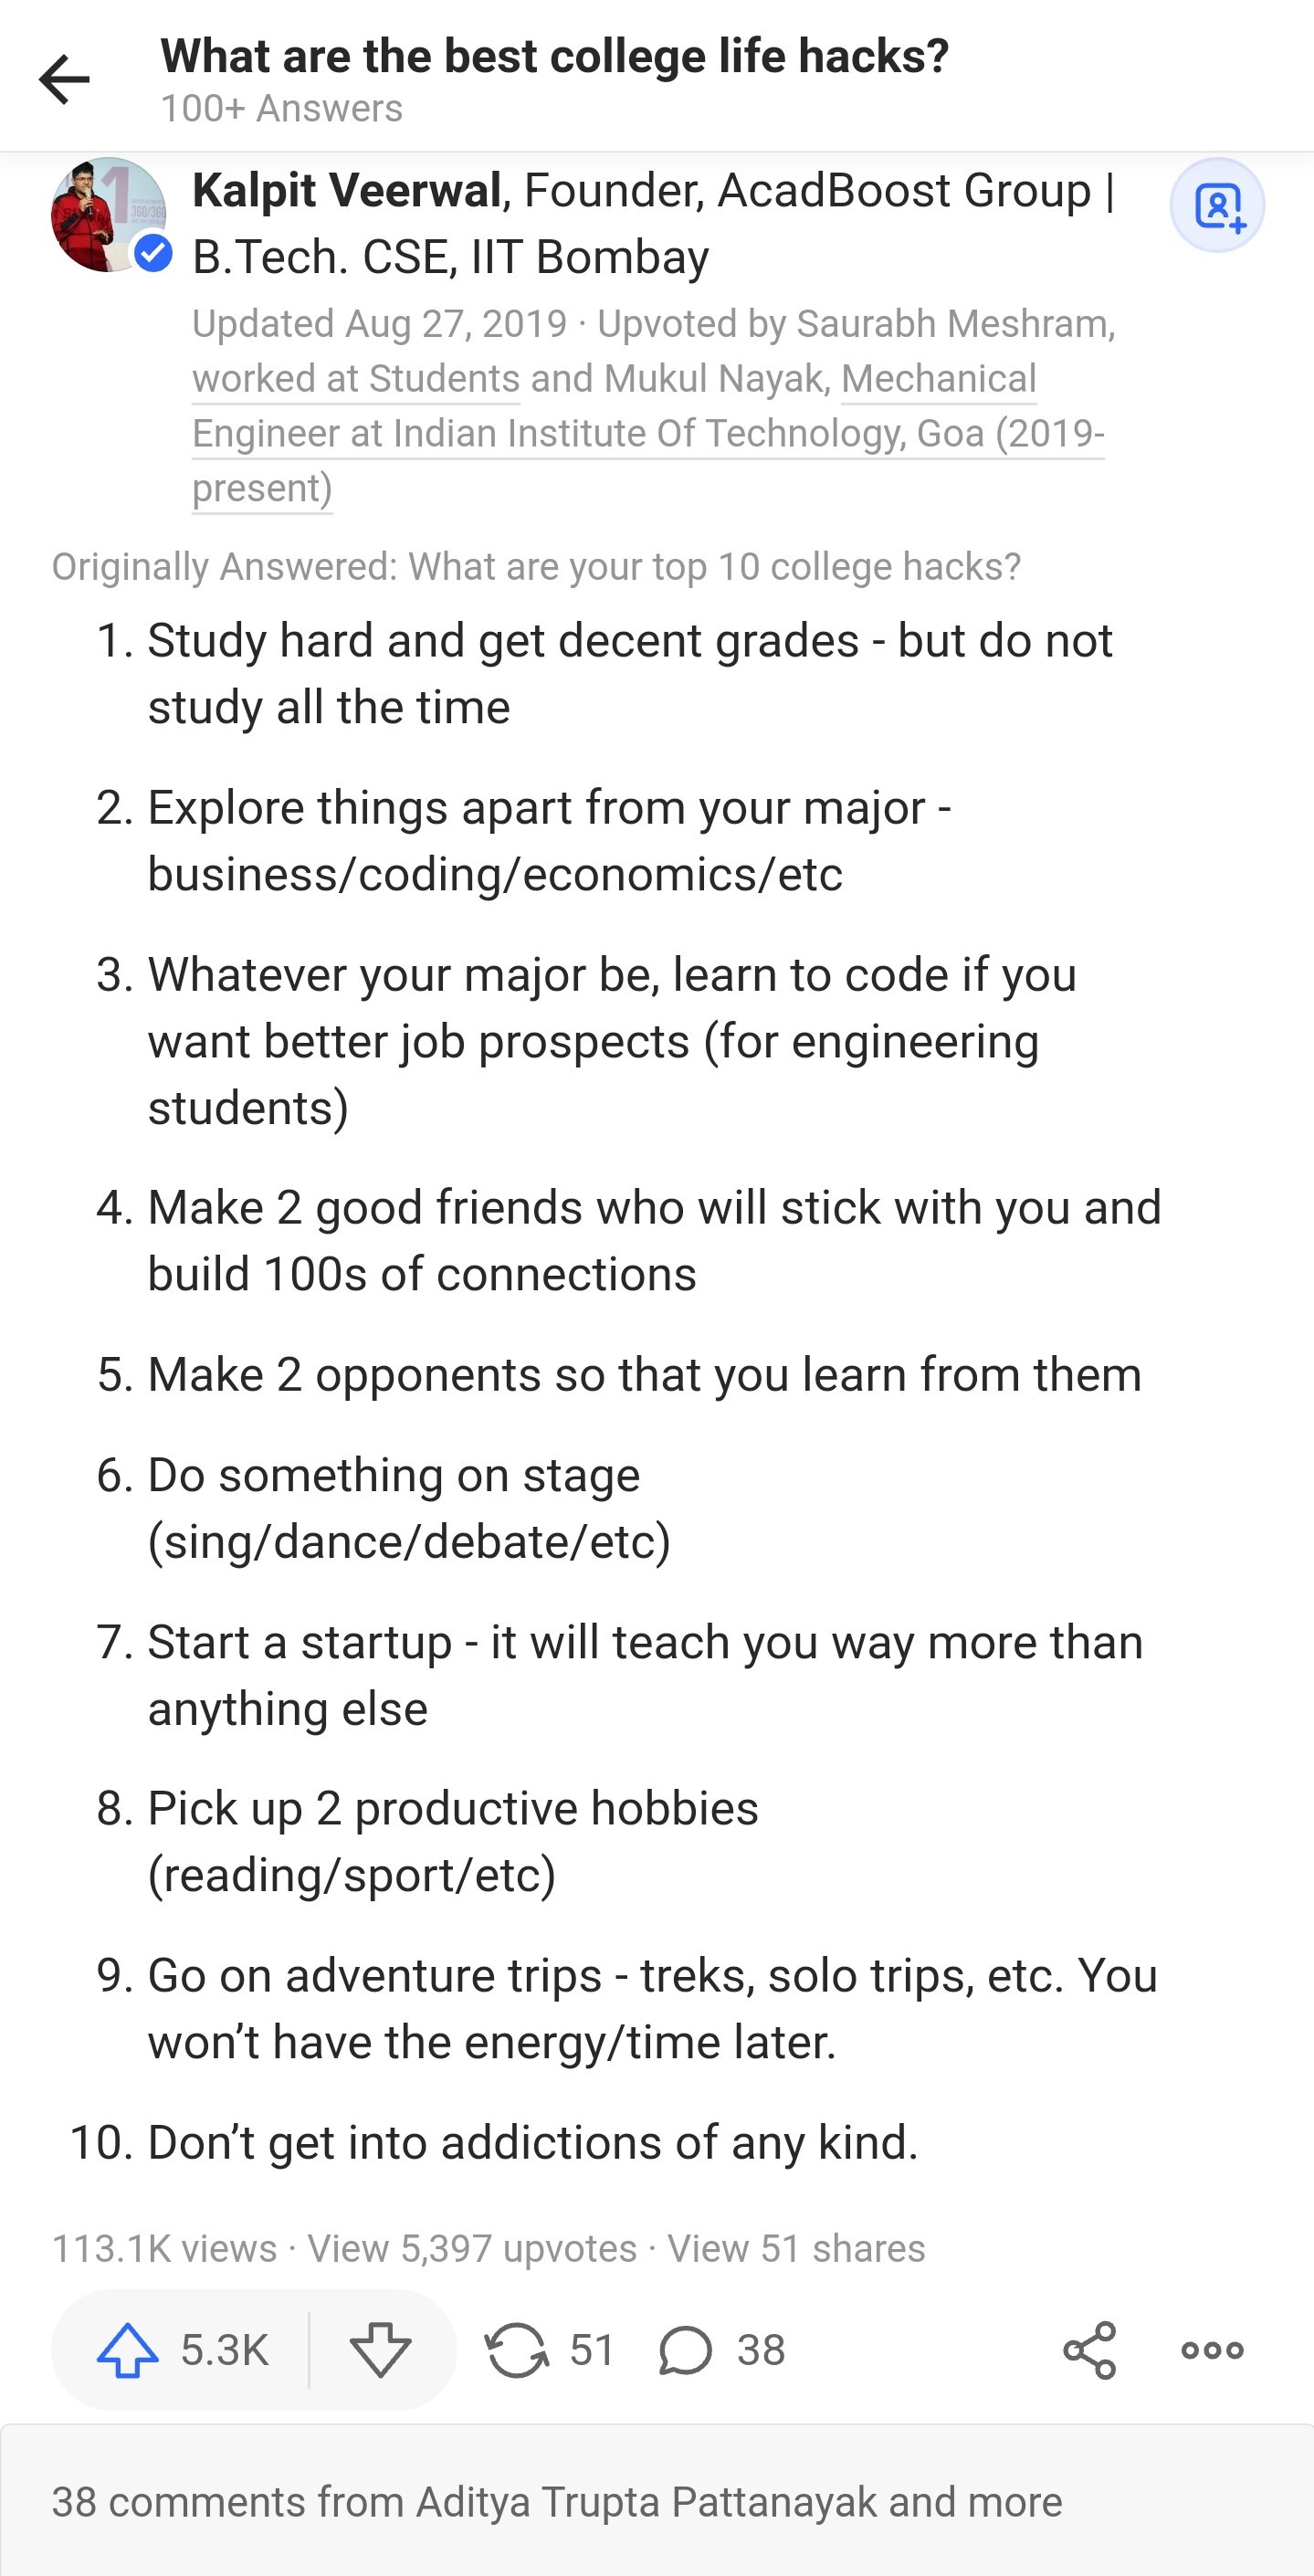 What are the best college life hacks?
100+ Answers
1
360/360
Kalpit Veerwal, Founder, AcadBoost Group |
B.Tech. CSE, IIT Bombay
Updated Aug 27, 2019 · Upvoted by Saurabh Meshram,
worked at Students and Mukul Nayak, Mechanical
Engineer at Indian Institute Of Technology, Goa (2019-
present)
Originally Answered: What are your top 10 college hacks?
1. Study hard and get decent grades - but do not
study all the time
2. Explore things apart from your major -
business/coding/economics/etc
3. Whatever your major be, learn to code if you
want better job prospects (for engineering
students)
4. Make 2 good friends who will stick with you and
build 100s of connections
5. Make 2 opponents so that you learn from them
6. Do something on stage
(sing/dance/debate/etc)
7. Start a startup - it will teach you way more than
anything else
8. Pick up 2 productive hobbies
(reading/sport/etc)
9. Go on adventure trips - treks, solo trips, etc. You
won’t have the energy/time later.
10. Don’t get into addictions of any kind.
113.1K views · View 5,397 upvotes · View 51 shares
5.3K 51 38
38 comments from Aditya Trupta Pattanayak and more